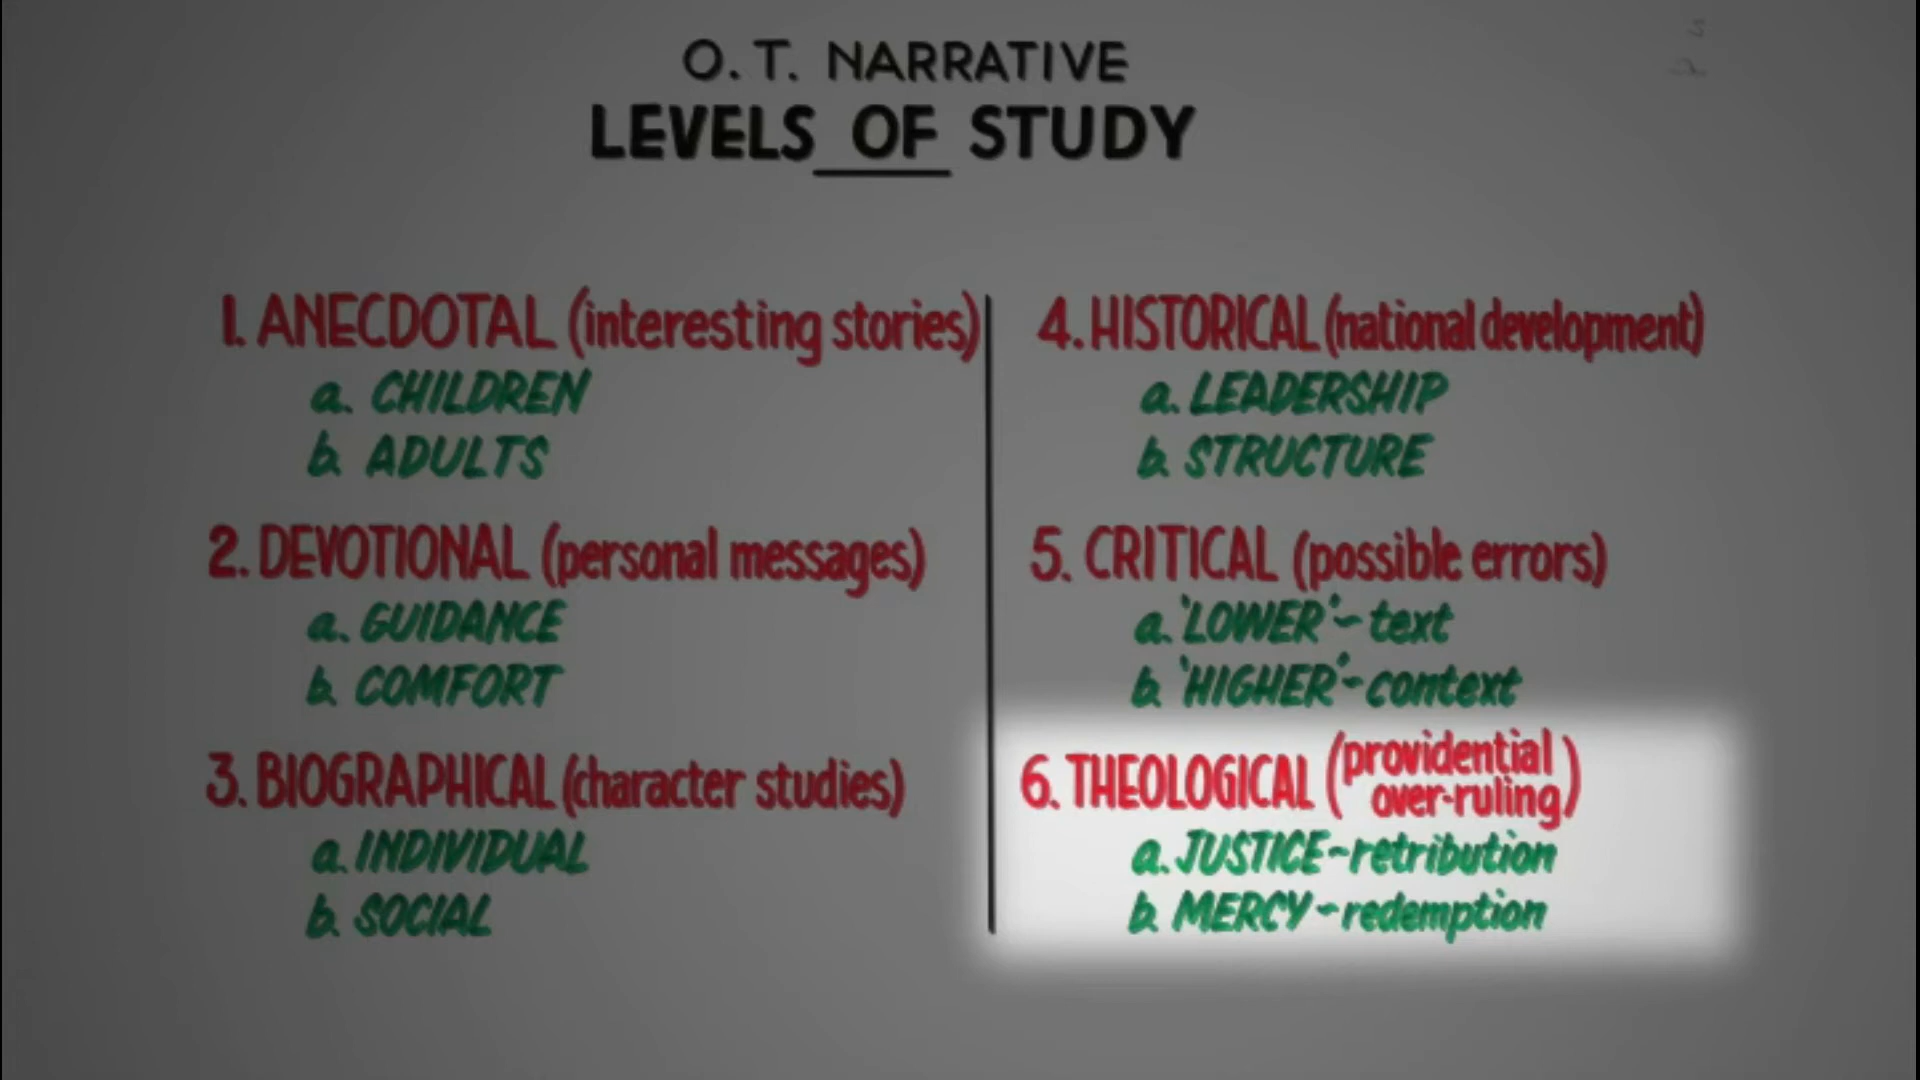 O. T. NARRATIVE
LEVELS OF STUDY
1. ANECDOTAL (interesting stories)
a. CHILDREN
b. ADULTS
2. DEVOTIONAL (personal messages)
a. GUIDANCE
b. COMFORT
3. BIOGRAPHICAL (character studies)
a. INDIVIDUAL
b. SOCIAL
4. HISTORICAL (national development)
a. LEADERSHIP
b. STRUCTURE
5. CRITICAL (possible errors)
a. 'LOWER' - text
b. 'HIGHER' - context
6. THEOLOGICAL (providential
over-ruling)
a. JUSTICE - retribution
b. MERCY - redemption